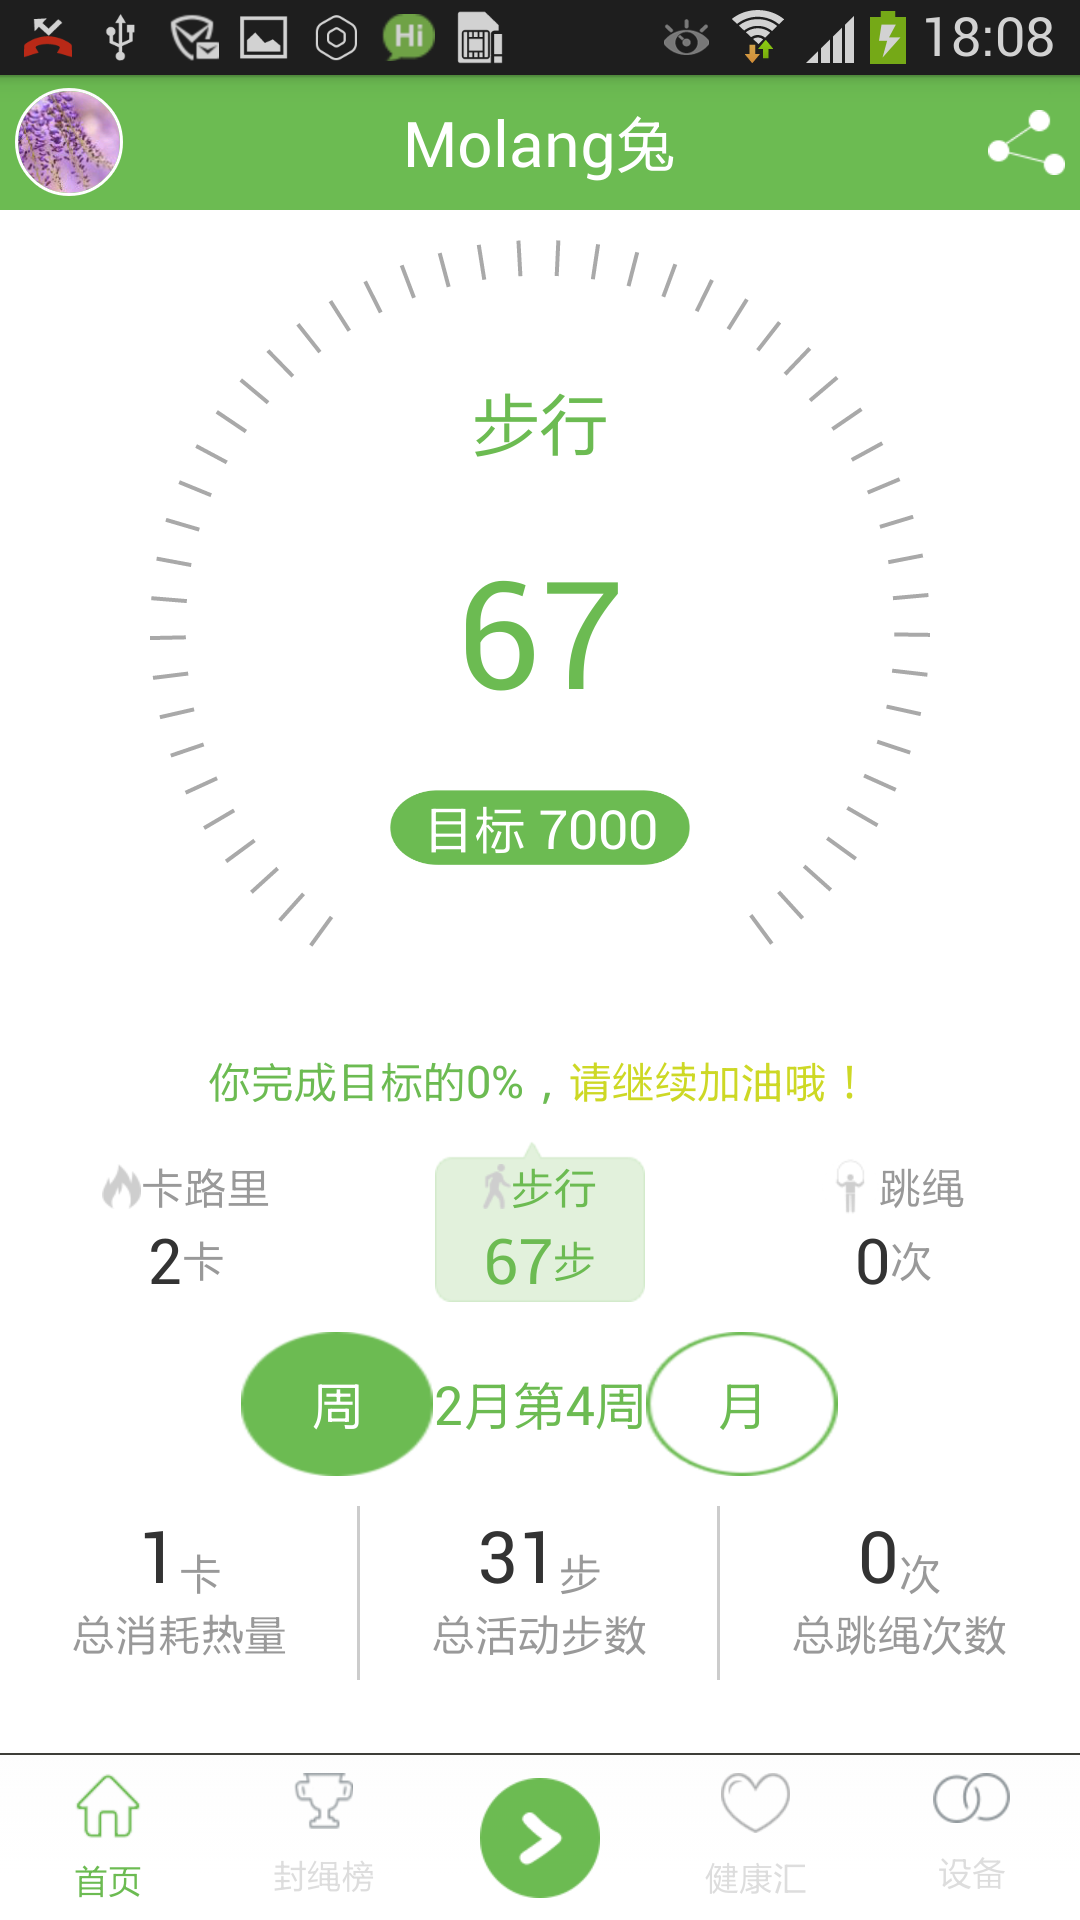 Hi 18:08
Molang兔
步行
67
目标 7000
你完成目标的0%，请继续加油哦！
卡路里 步行 跳绳
2卡 67步 0次
周 2月第4周 月
1卡 31步 0次
总消耗热量 总活动步数 总跳绳次数
首页 封绳榜 健康汇 设备